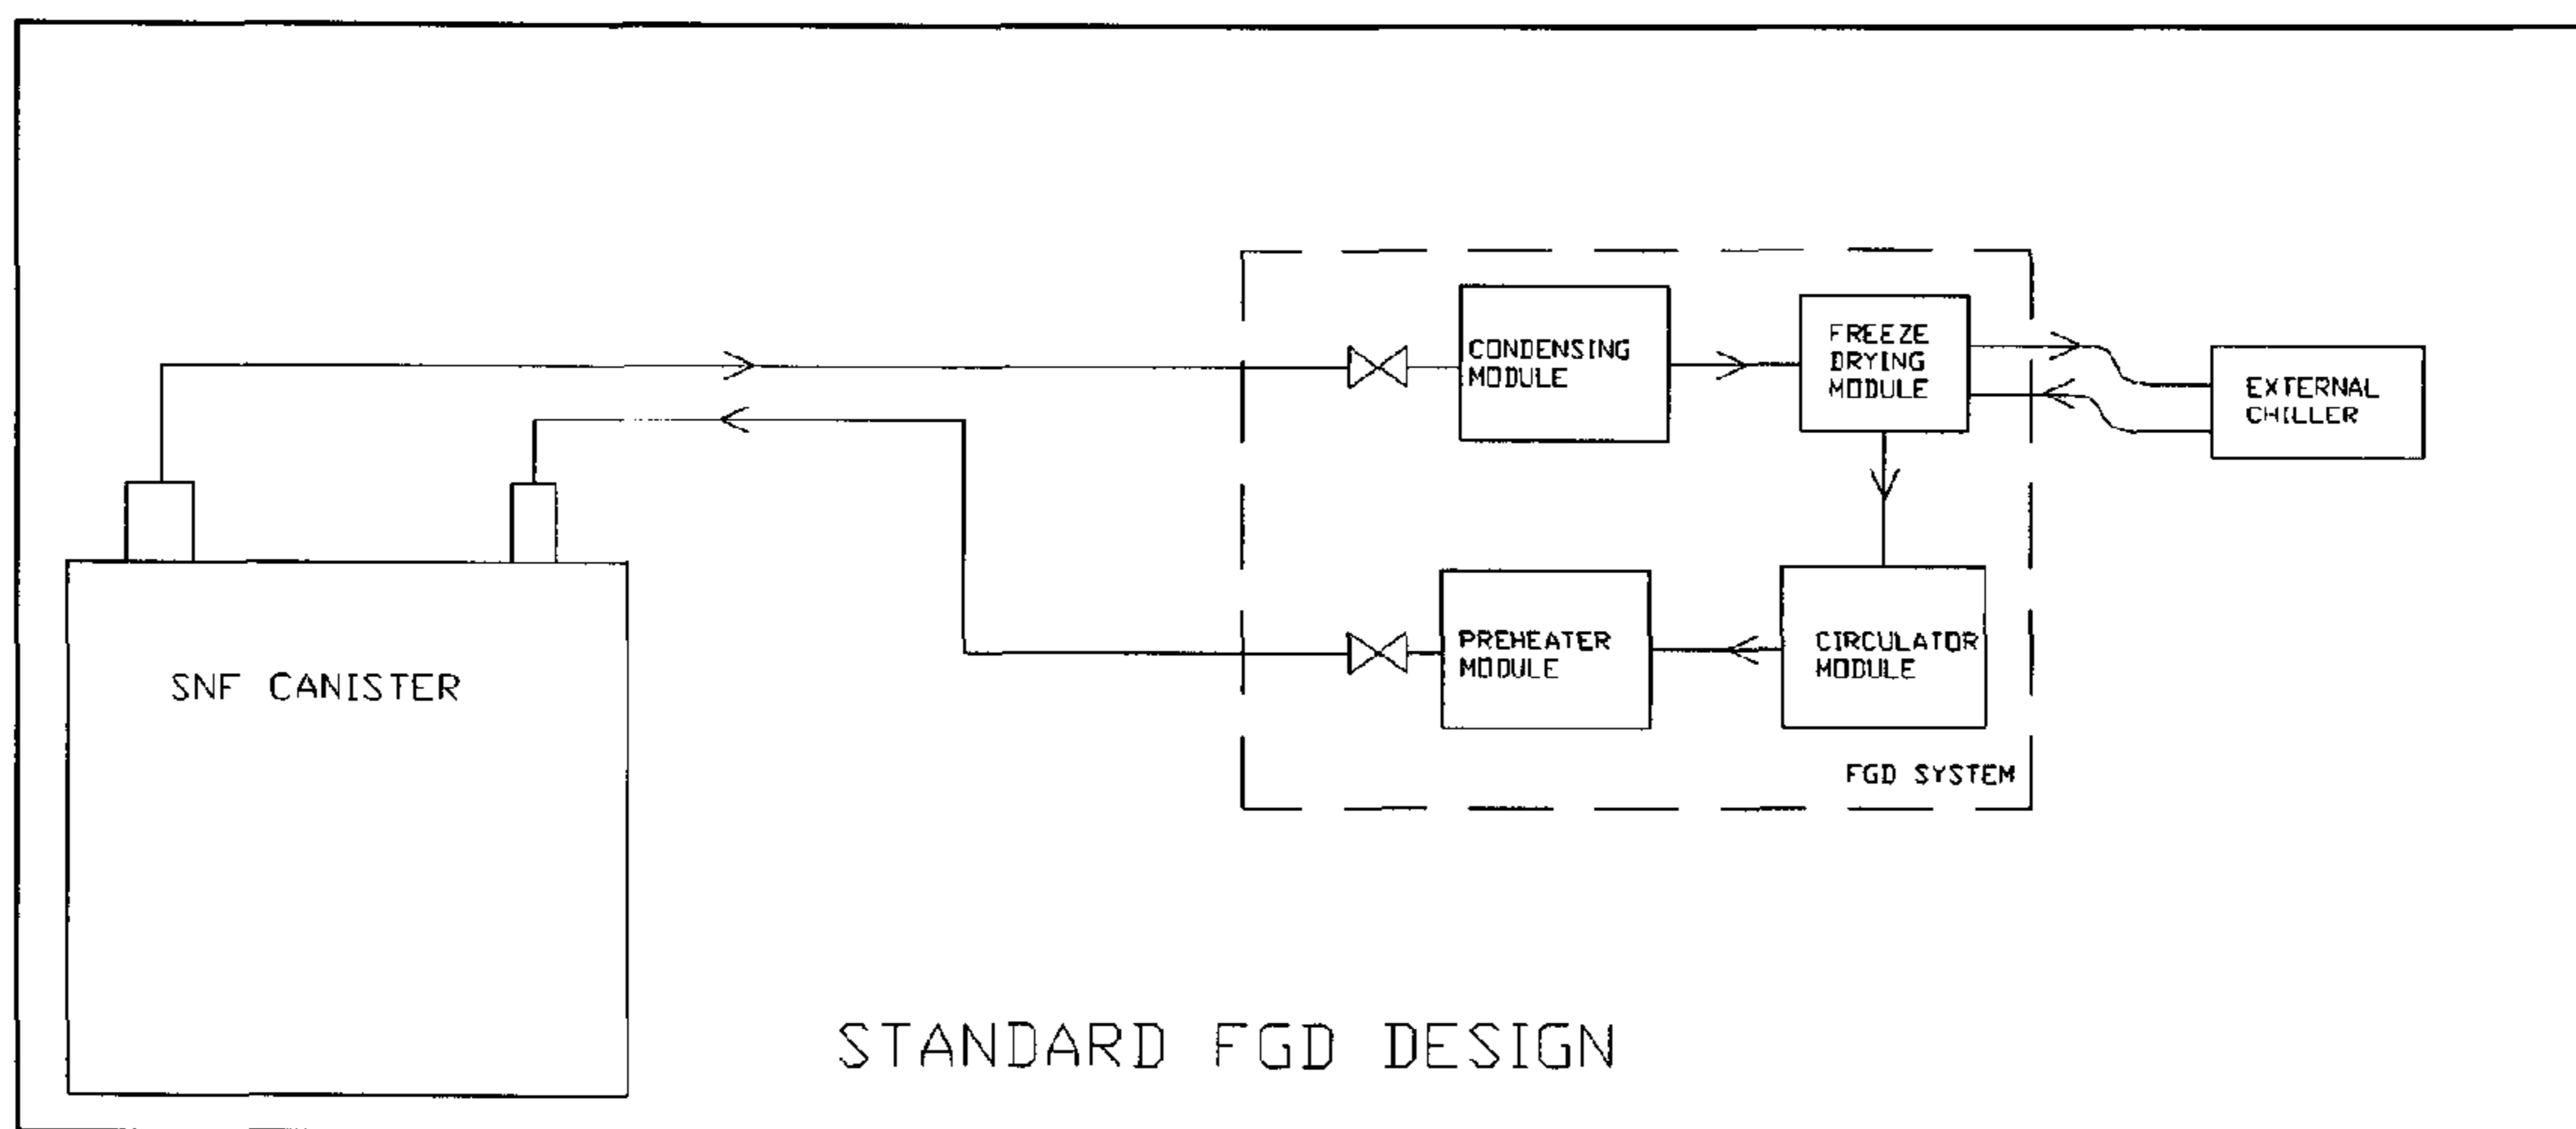 CONDENSING
MODULE
FREEZE
DRYING
MODULE
EXTERNAL
CHILLER
SNF CANISTER
PREHEATER
MODULE
CIRCULATOR
MODULE
FGD SYSTEM
STANDARD FGD DESIGN